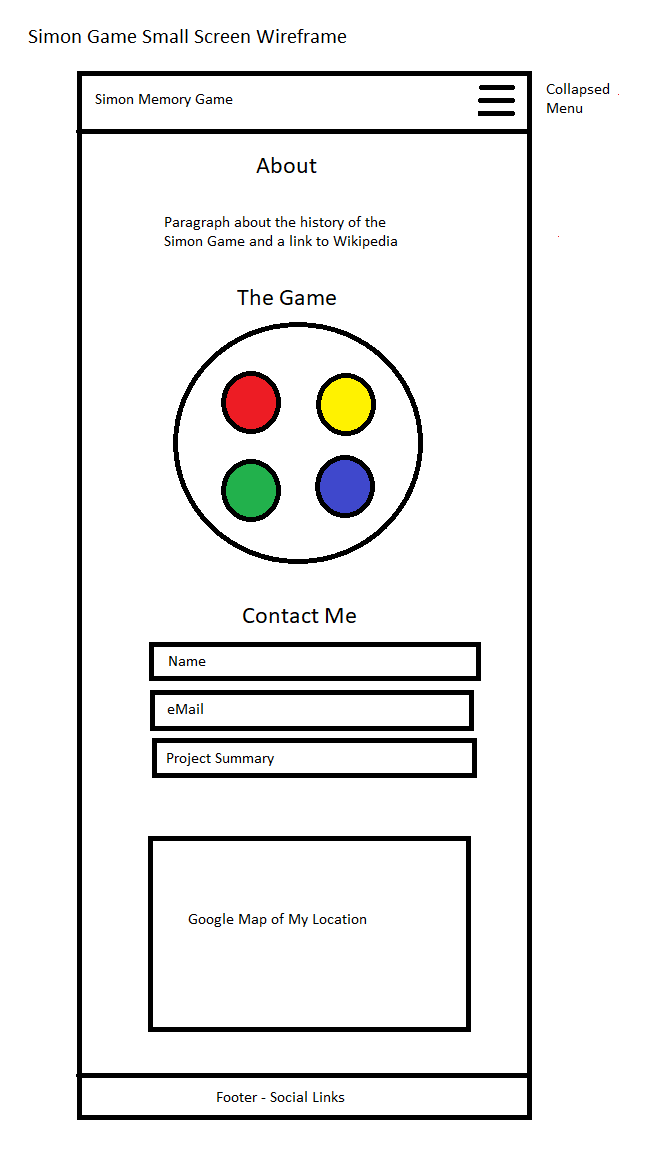 Simon Game Small Screen Wireframe
Simon Memory Game
Collapsed
Menu
About
Paragraph about the history of the
Simon Game and a link to Wikipedia
The Game
Contact Me
Name
eMail
Project Summary
Google Map of My Location
Footer - Social Links